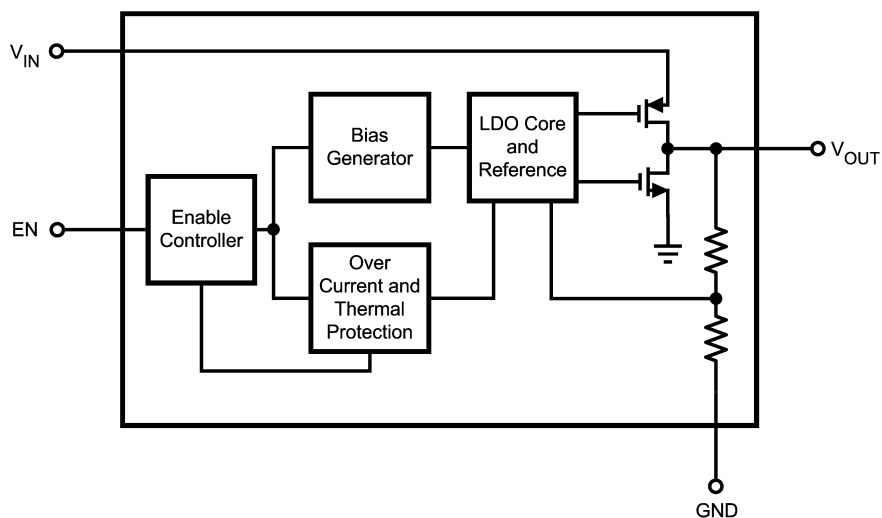 VIN
Bias
Generator
LDO Core
and
Reference
VOUT
EN
Enable
Controller
Over
Current and
Thermal
Protection
GND